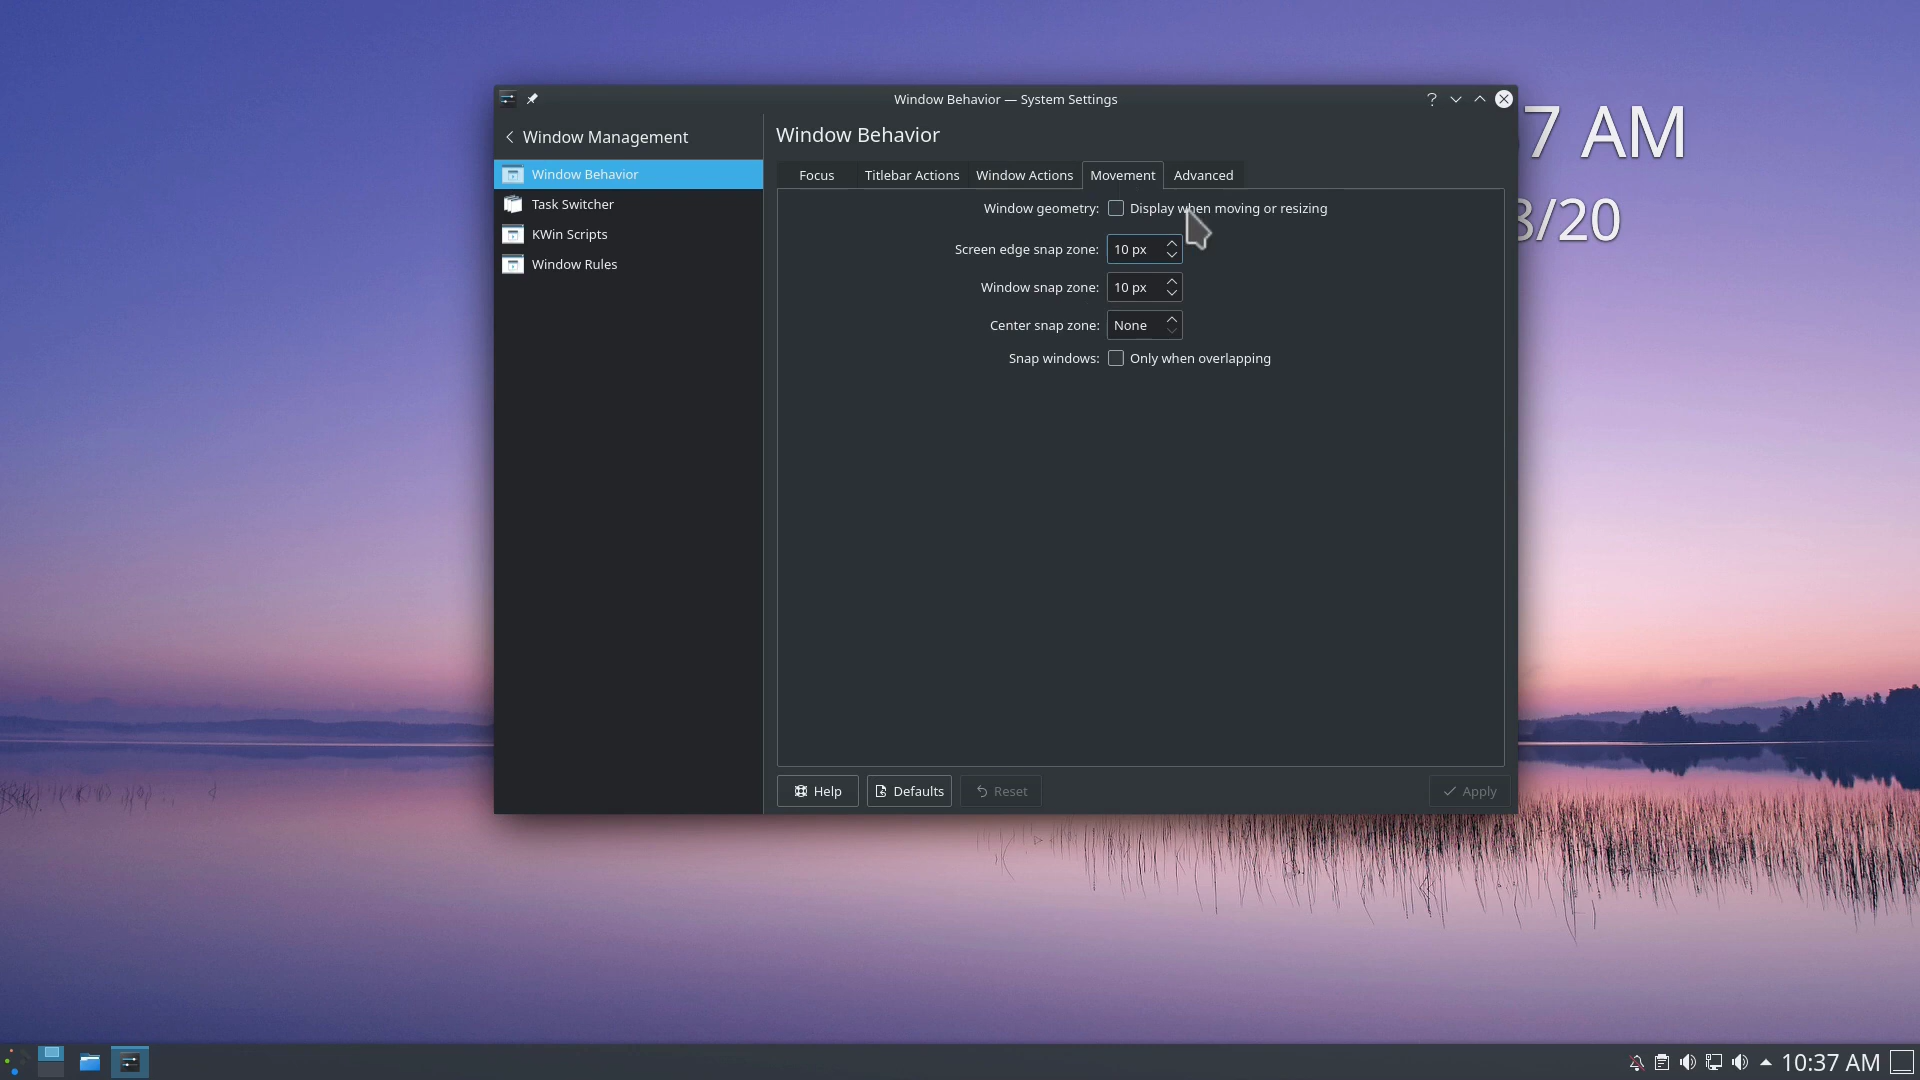 Window Behavior — System Settings
?
Window Management
Window Behavior
Task Switcher
KWin Scripts
Window Rules
Window Behavior
Focus Titlebar Actions Window Actions Movement Advanced
Window geometry: Display when moving or resizing
Screen edge snap zone: 10 px
Window snap zone: 10 px
Center snap zone: None
Snap windows: Only when overlapping
Help Defaults Reset Apply
7 AM
8/20
10:37 AM